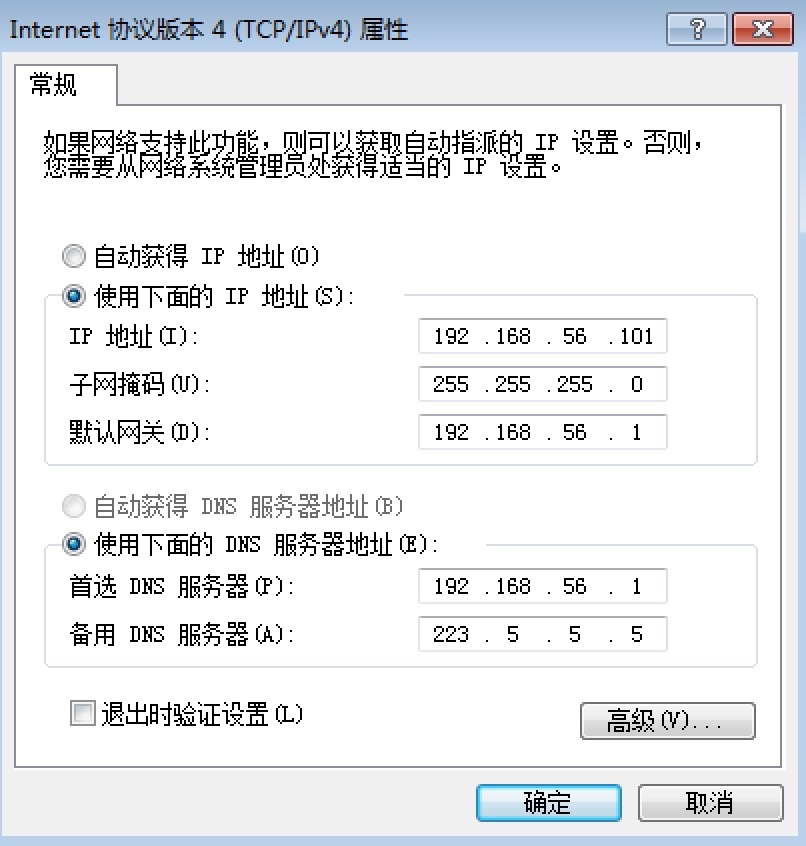 Internet 协议版本 4 (TCP/IPv4) 属性
常规
如果网络支持此功能，则可以获取自动指派的 IP 设置。否则，
您需要从网络系统管理员处获得适当的 IP 设置。
自动获得 IP 地址(O)
使用下面的 IP 地址(S):
IP 地址(I): 192 .168 . 56 .101
子网掩码(U): 255 .255 .255 . 0
默认网关(D): 192 .168 . 56 . 1
自动获得 DNS 服务器地址(B)
使用下面的 DNS 服务器地址(E):
首选 DNS 服务器(P): 192 .168 . 56 . 1
备用 DNS 服务器(A): 223 . 5 . 5 . 5
退出时验证设置(L)
高级(V)...
确定 取消